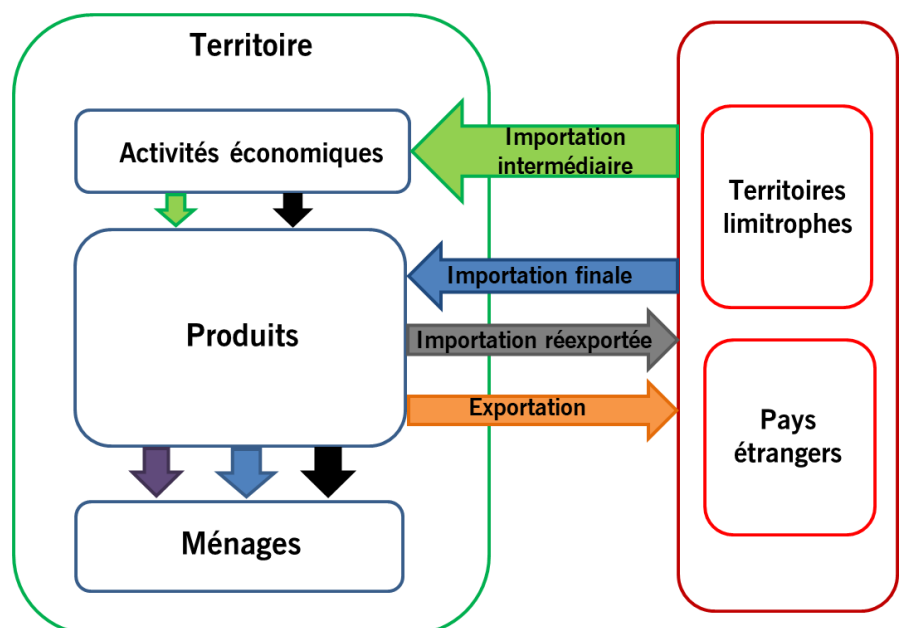 Territoire
Activités économiques
Importation
intermédiaire
Territoires
limitrophes
Importation finale
Produits
Importation réexportée
Exportation
Pays
étrangers
Ménages